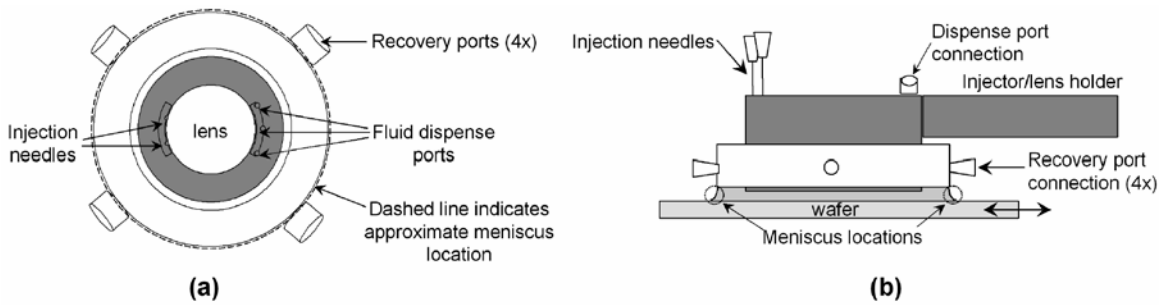 Recovery ports (4x)
Injection
needles
lens
Fluid dispense
ports
Dashed line indicates
approximate meniscus
location
(a)
Injection needles
Dispense port
connection
Injector/lens holder
Recovery port
connection (4x)
wafer
Meniscus locations
(b)